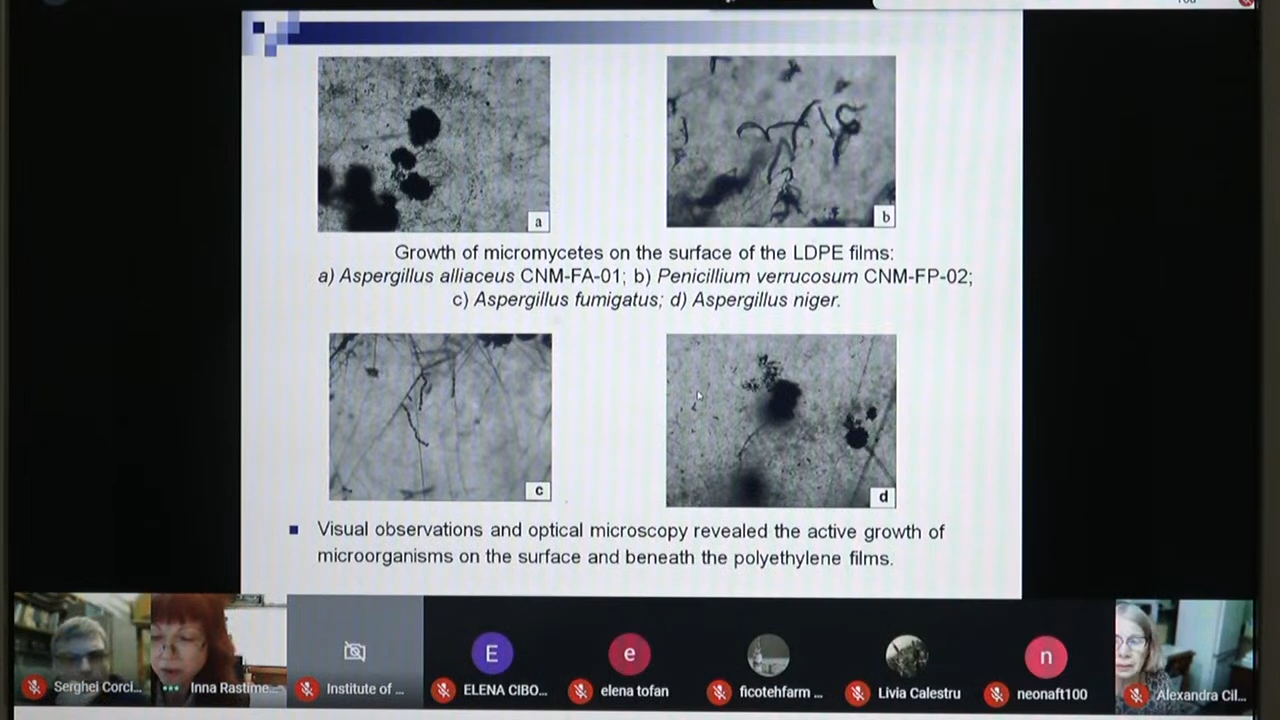 a
b
Growth of micromycetes on the surface of the LDPE films:
a) Aspergillus alliaceus CNM-FA-01; b) Penicillium verrucosum CNM-FP-02;
c) Aspergillus fumigatus; d) Aspergillus niger.
c
d
Visual observations and optical microscopy revealed the active growth of
microorganisms on the surface and beneath the polyethylene films.
E
e
n
Serghei Corci...
Inna Rastime...
Institute of ...
ELENA CIBO...
elena tofan
ficotehfarm ...
Livia Calestru
neonaft100
Alexandra Cil...